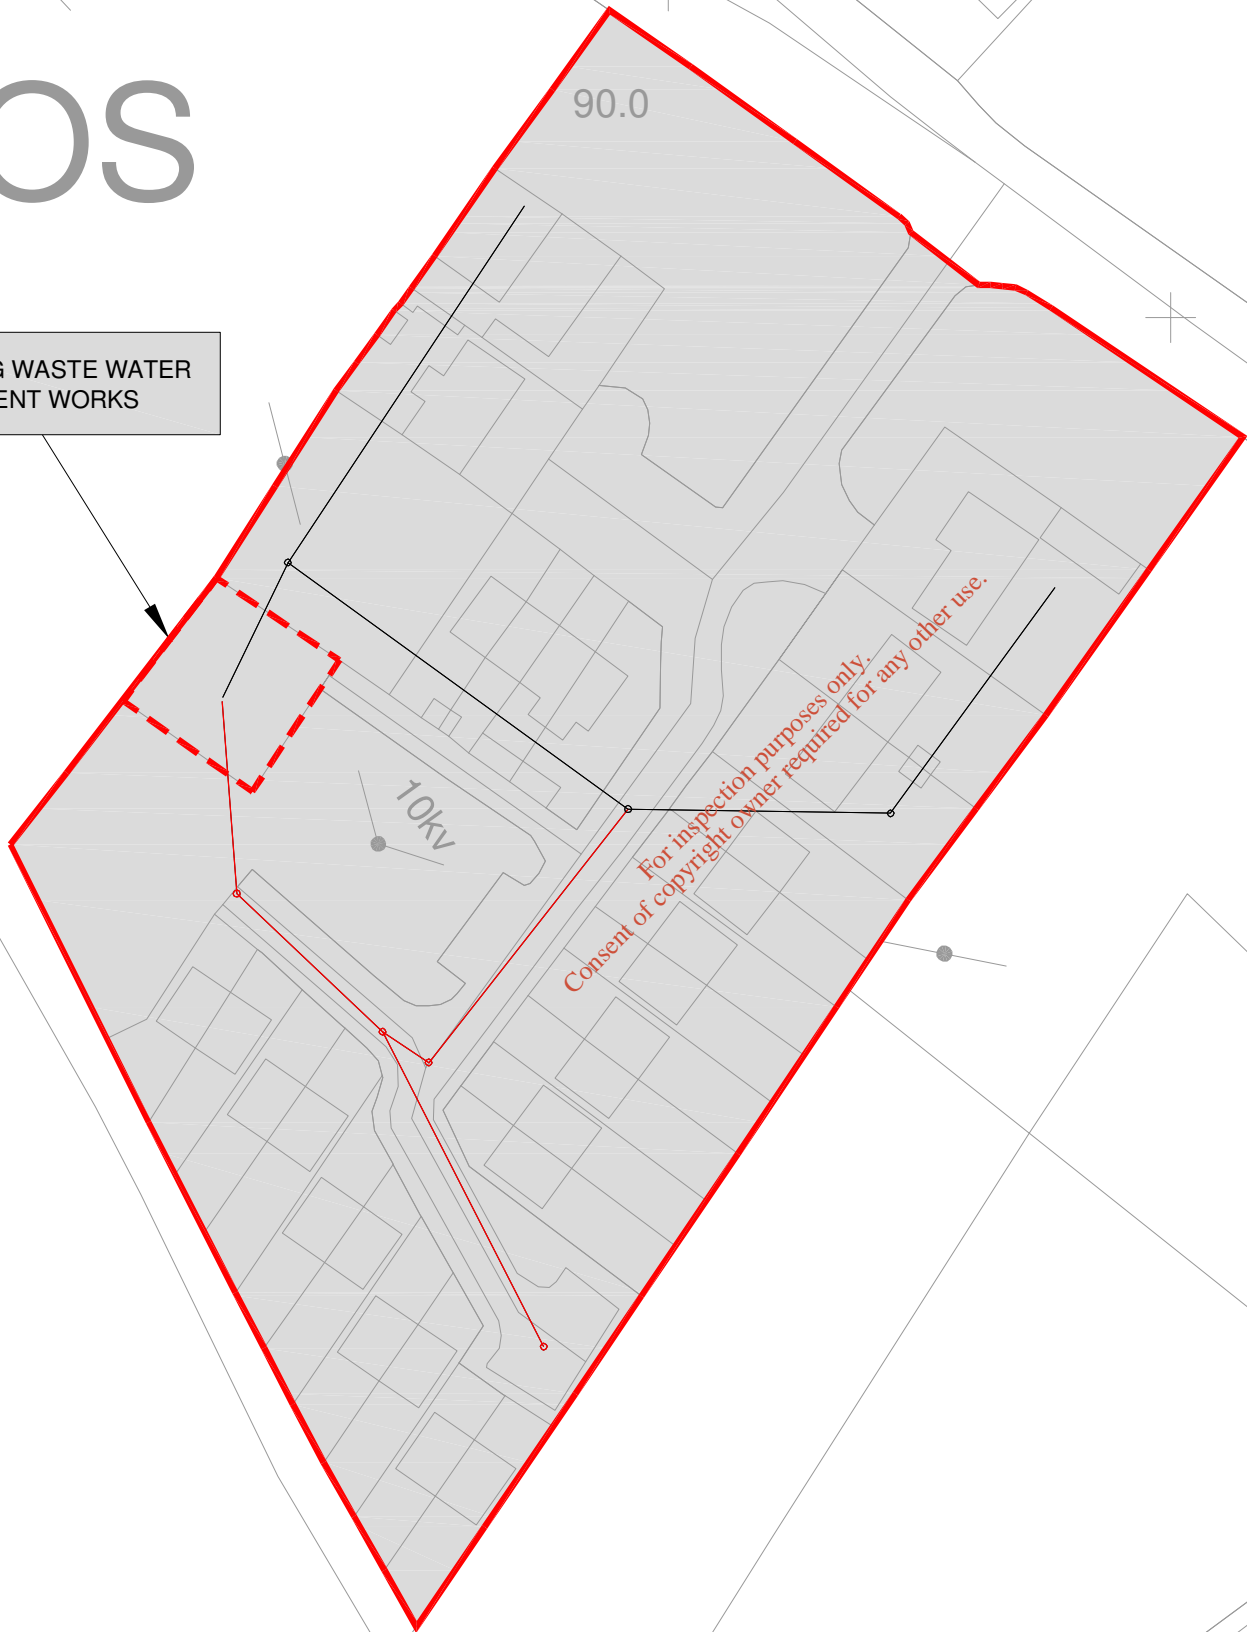 OS
90.0
WASTE WATER
WORKS
10kv
For inspection purposes only.
Consent of copyright owner required for any other use.